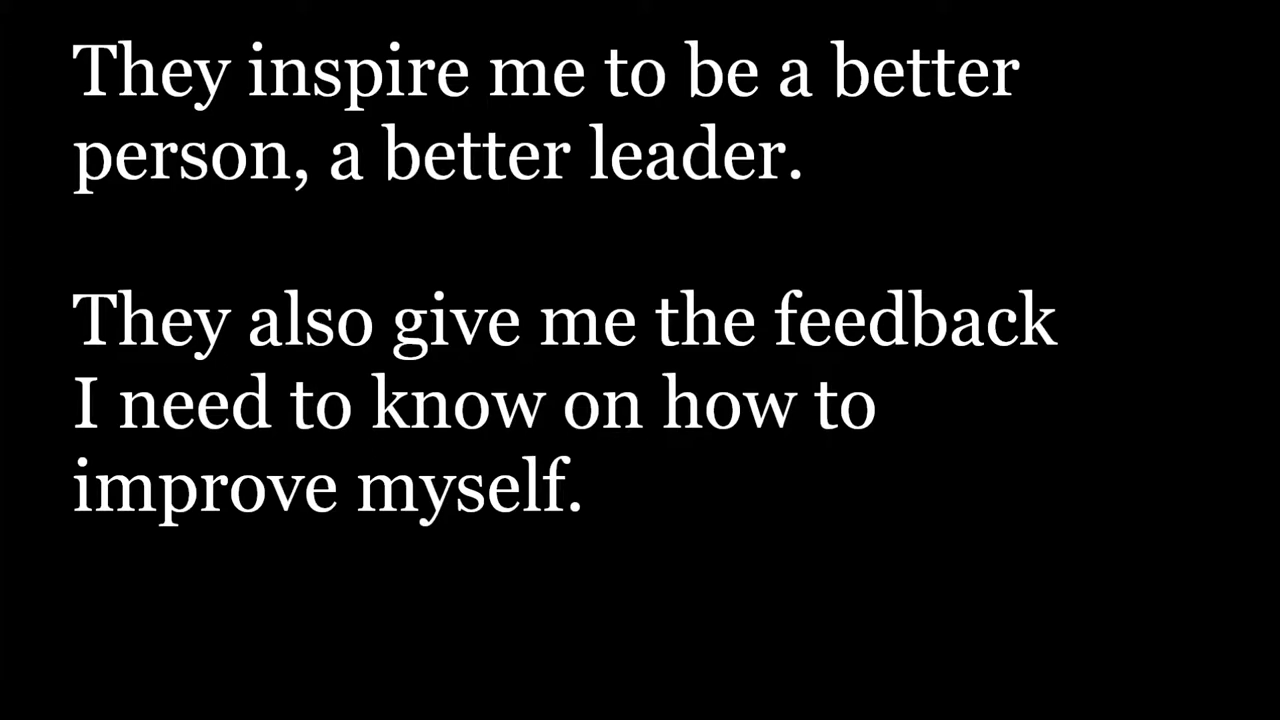 They inspire me to be a better
person, a better leader.
They also give me the feedback
I need to know on how to
improve myself.